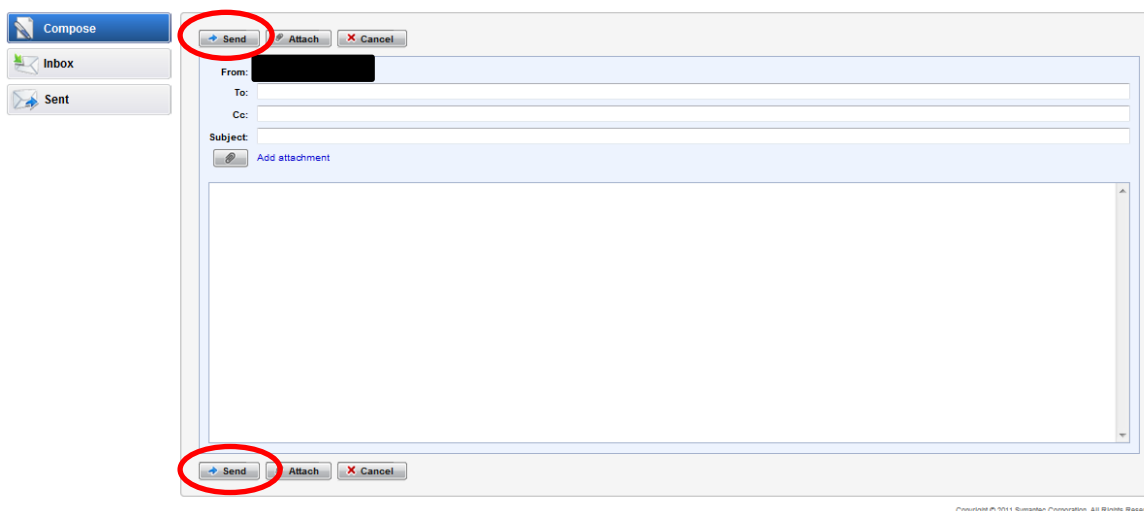 Compose
Inbox
Sent
Send Attach Cancel
From:
To:
Cc:
Subject:
Add attachment
Send Attach Cancel
Copyright © 2011 Symantec Corporation. All Rights Rese